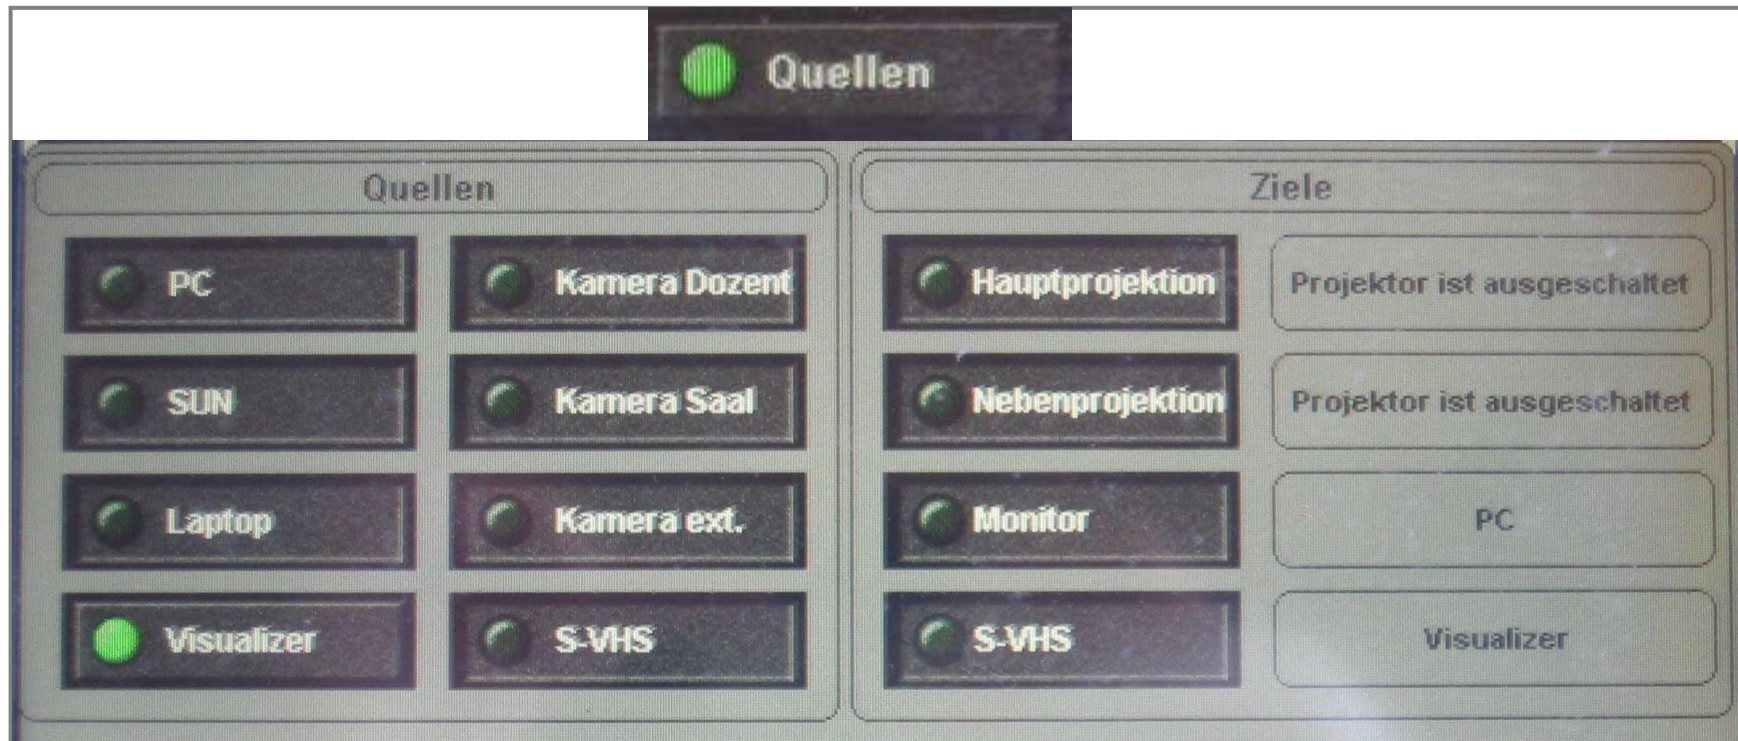 Quellen
Quellen
Ziele
PC
Kamera Dozent
Hauptprojektion
Projektor ist ausgeschaltet
SUN
Kamera Saal
Nebenprojektion
Projektor ist ausgeschaltet
Laptop
Kamera ext.
Monitor
PC
Visualizer
S-VHS
S-VHS
Visualizer